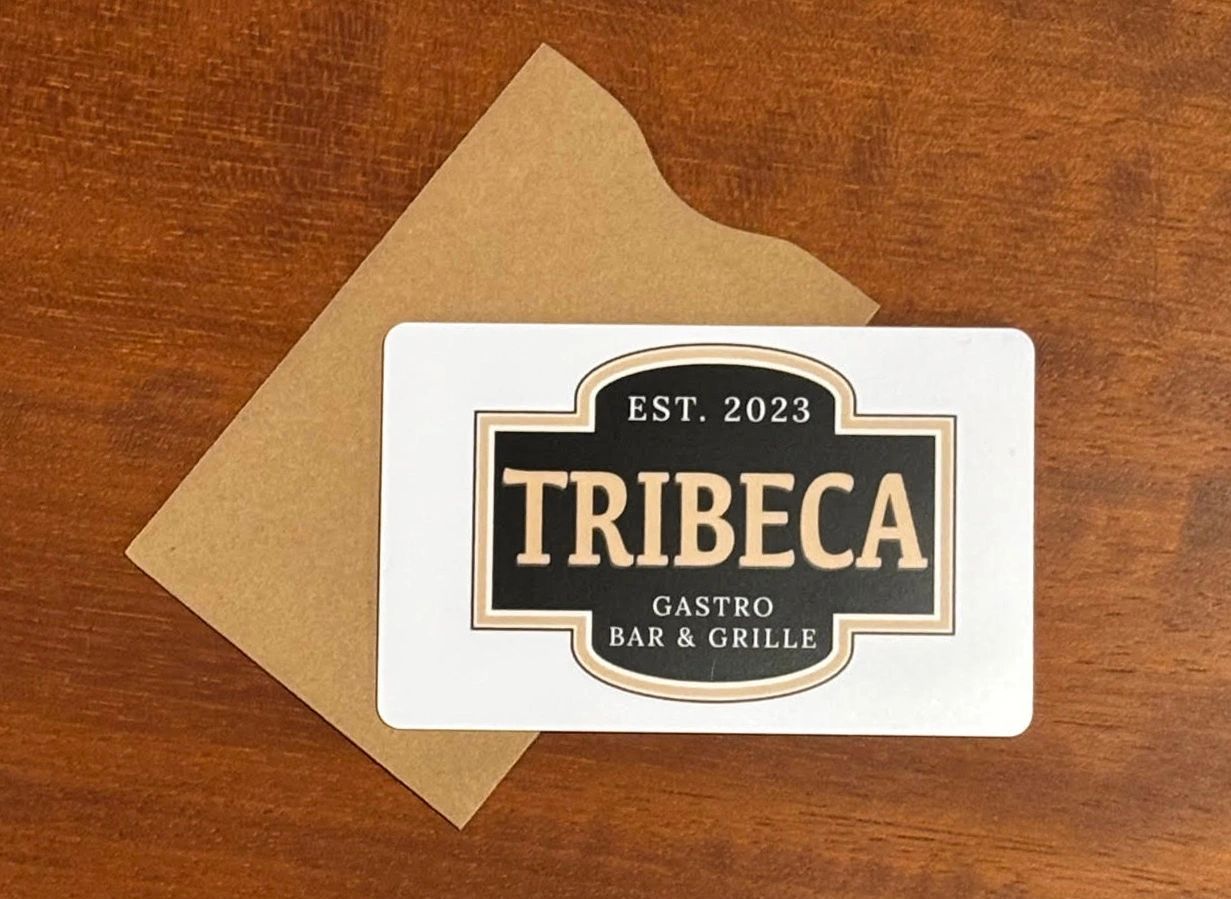 EST. 2023
TRIBECA
GASTRO
BAR & GRILLE